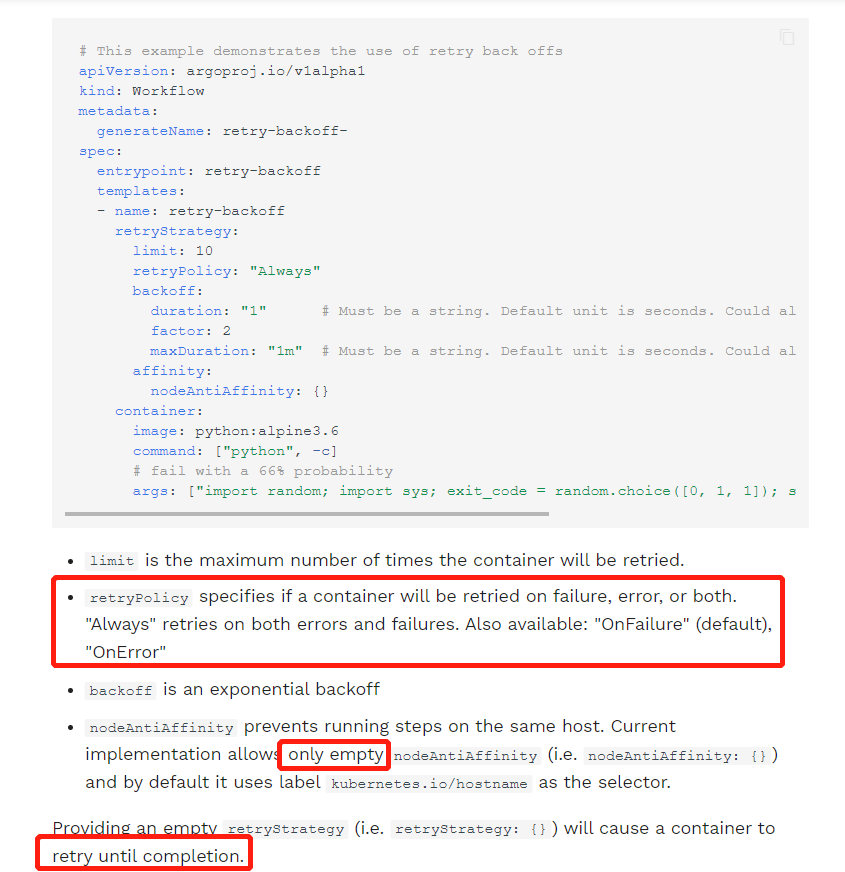 # This example demonstrates the use of retry back offs
apiVersion: argoproj.io/v1alpha1
kind: Workflow
metadata:
  generateName: retry-backoff-
spec:
  entrypoint: retry-backoff
  templates:
  - name: retry-backoff
    retryStrategy:
      limit: 10
      retryPolicy: "Always"
      backoff:
        duration: "1"      # Must be a string. Default unit is seconds. Could al
        factor: 2
        maxDuration: "1m"  # Must be a string. Default unit is seconds. Could al
      affinity:
        nodeAntiAffinity: {}
    container:
      image: python:alpine3.6
      command: ["python", -c]
      # fail with a 66% probability
      args: ["import random; import sys; exit_code = random.choice([0, 1, 1]); s
• limit is the maximum number of times the container will be retried.
• retryPolicy specifies if a container will be retried on failure, error, or both.
"Always" retries on both errors and failures. Also available: "OnFailure" (default),
"OnError"
• backoff is an exponential backoff
• nodeAntiAffinity prevents running steps on the same host. Current
implementation allows only empty nodeAntiAffinity (i.e. nodeAntiAffinity: {} )
and by default it uses label kubernetes.io/hostname as the selector.
Providing an empty retryStrategy (i.e. retryStrategy: {} ) will cause a container to
retry until completion.